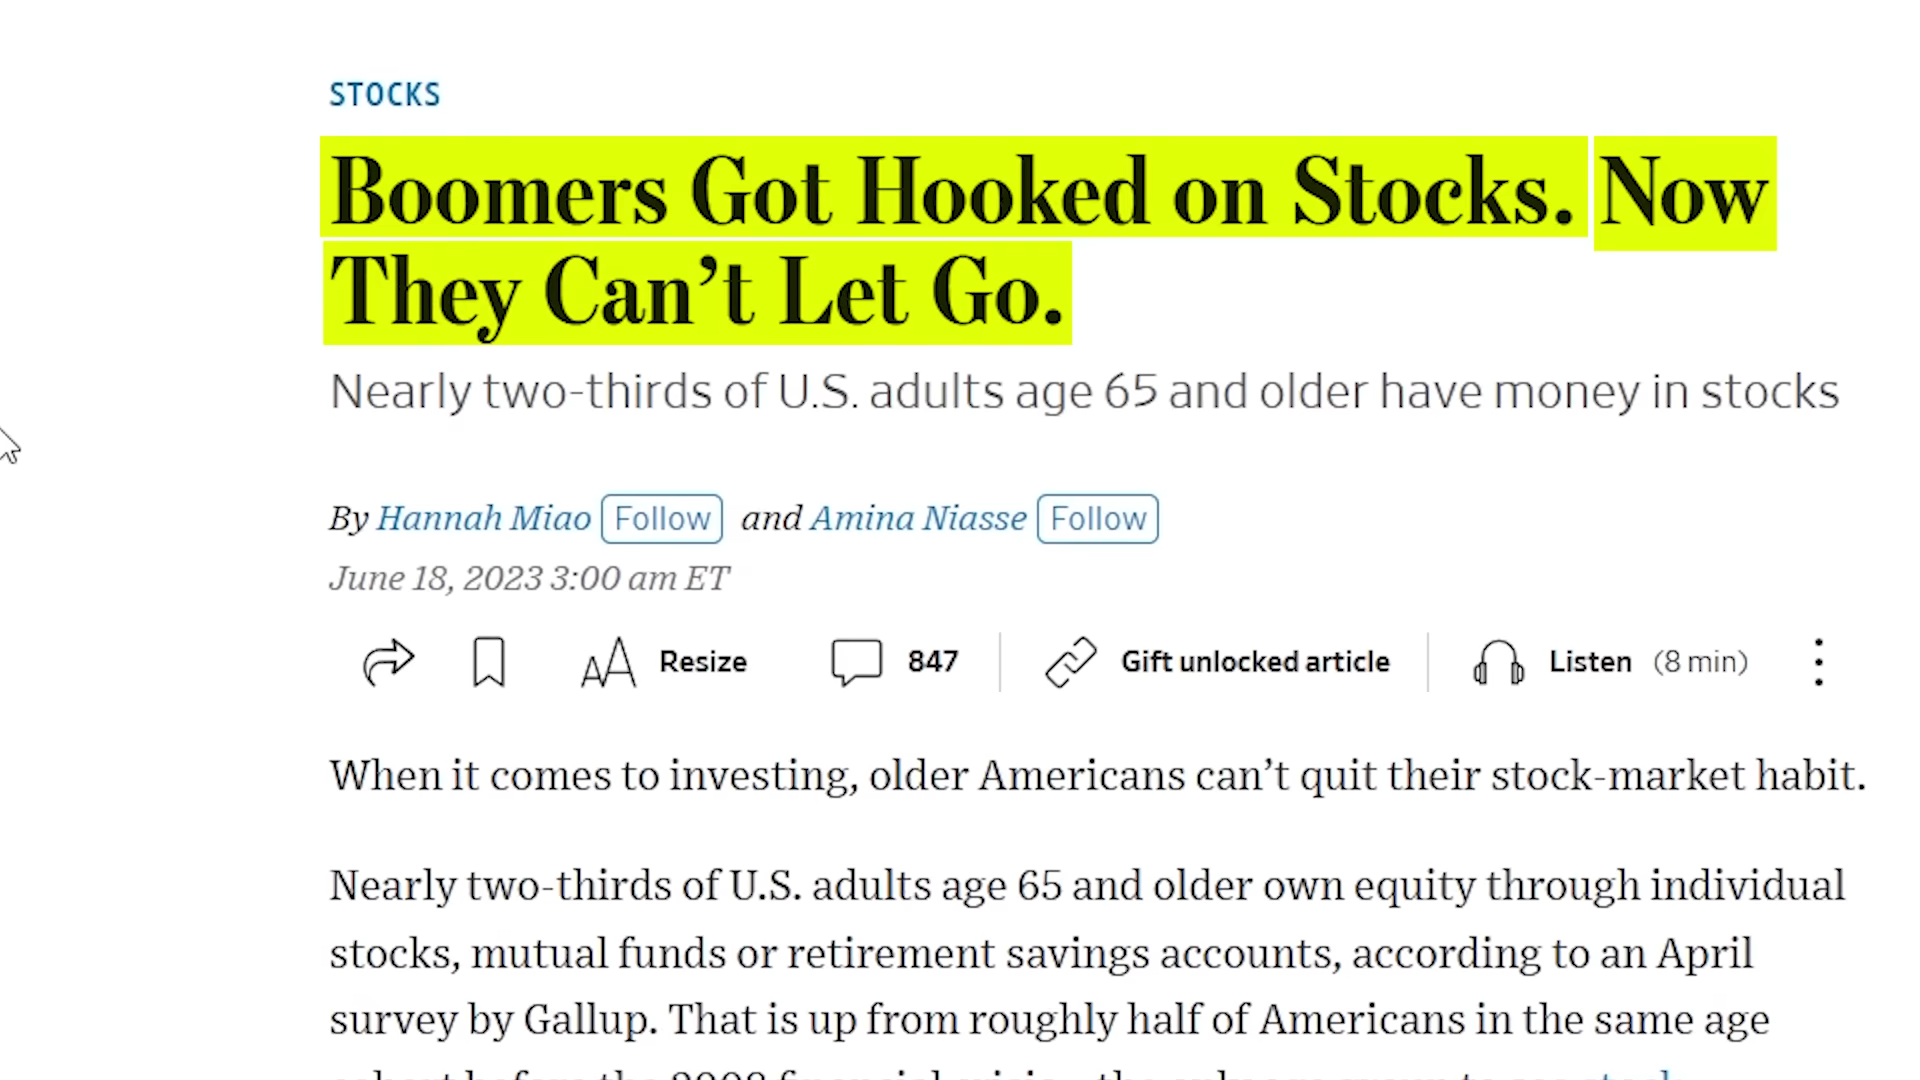 STOCKS
Boomers Got Hooked on Stocks. Now
They Can’t Let Go.
Nearly two-thirds of U.S. adults age 65 and older have money in stocks
By Hannah Miao Follow and Amina Niasse Follow
June 18, 2023 3:00 am ET
Resize 847 Gift unlocked article Listen (8 min)
When it comes to investing, older Americans can’t quit their stock-market habit.
Nearly two-thirds of U.S. adults age 65 and older own equity through individual
stocks, mutual funds or retirement savings accounts, according to an April
survey by Gallup. That is up from roughly half of Americans in the same age